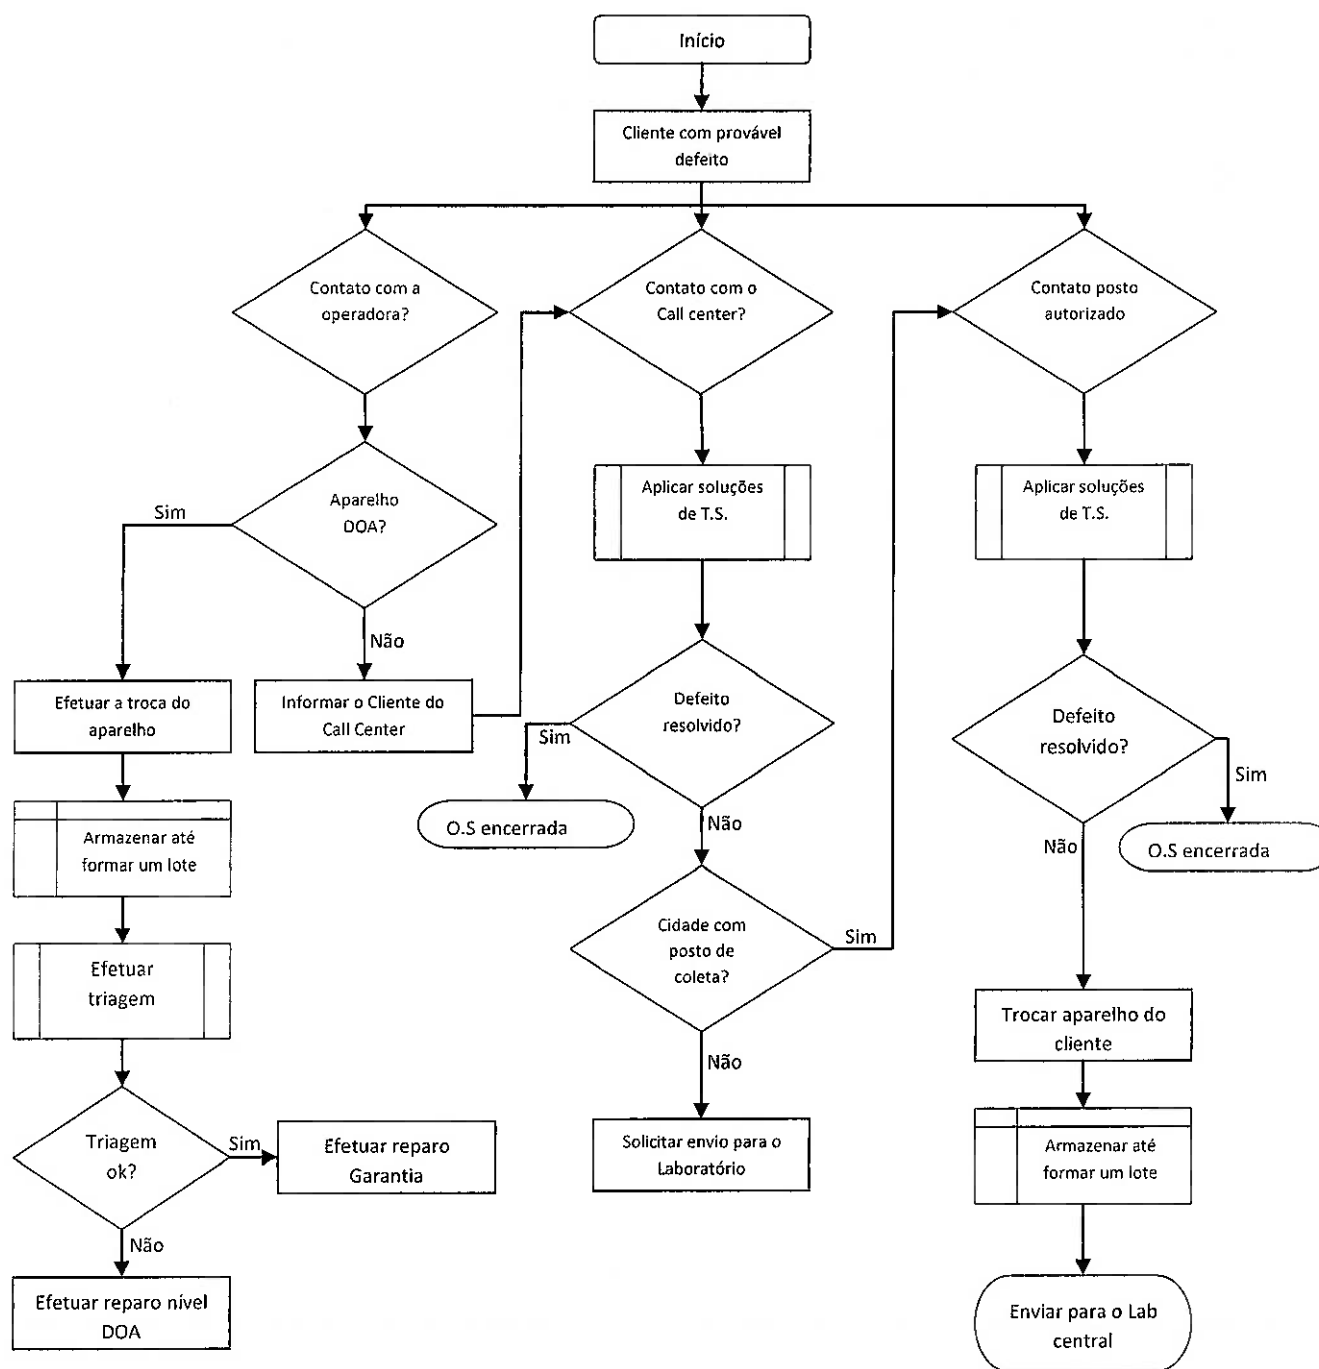 Início
Cliente com provável
defeito
Contato com a
operadora?
Contato com o
Call center?
Contato posto
autorizado
Aparelho
DOA?
Sim
Não
Aplicar soluções
de T.S.
Aplicar soluções
de T.S.
Efetuar a troca do
aparelho
Informar o Cliente do
Call Center
Defeito
resolvido?
Sim
Não
Defeito
resolvido?
Sim
Não
O.S encerrada
O.S encerrada
Armazenar até
formar um lote
Cidade com
posto de
coleta?
Sim
Não
Efetuar
triagem
Trocar aparelho do
cliente
Triagem
ok?
Sim
Não
Efetuar reparo
Garantia
Solicitar envio para o
Laboratório
Armazenar até
formar um lote
Efetuar reparo nível
DOA
Enviar para o Lab
central